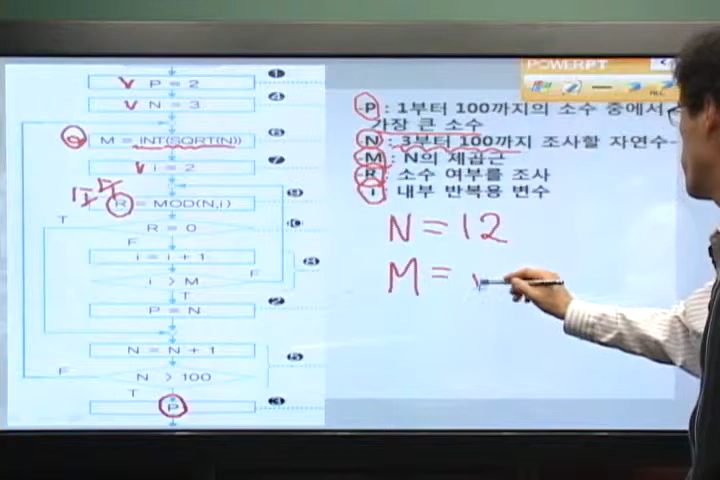 POWERPT
P = 2
N = 3
M = INT(SQRT(N))
i = 2
R = MOD(N,i)
R = 0
T
F
i = i + 1
i > M
F
T
P = N
N = N + 1
N > 100
F
T
P
P : 1부터 100까지의 소수 중에서
가장 큰 소수
N : 3부터 100까지 조사할 자연수
M : N의 제곱근
R : 소수 여부를 조사
i : 내부 반복용 변수
N = 12
M =